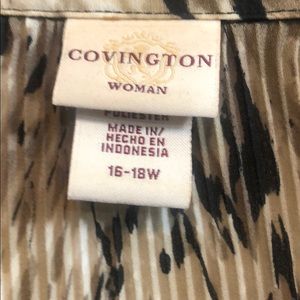 COVINGTON
WOMAN
POLYESTER
MADE IN/
HECHO EN
INDONESIA
16-18W